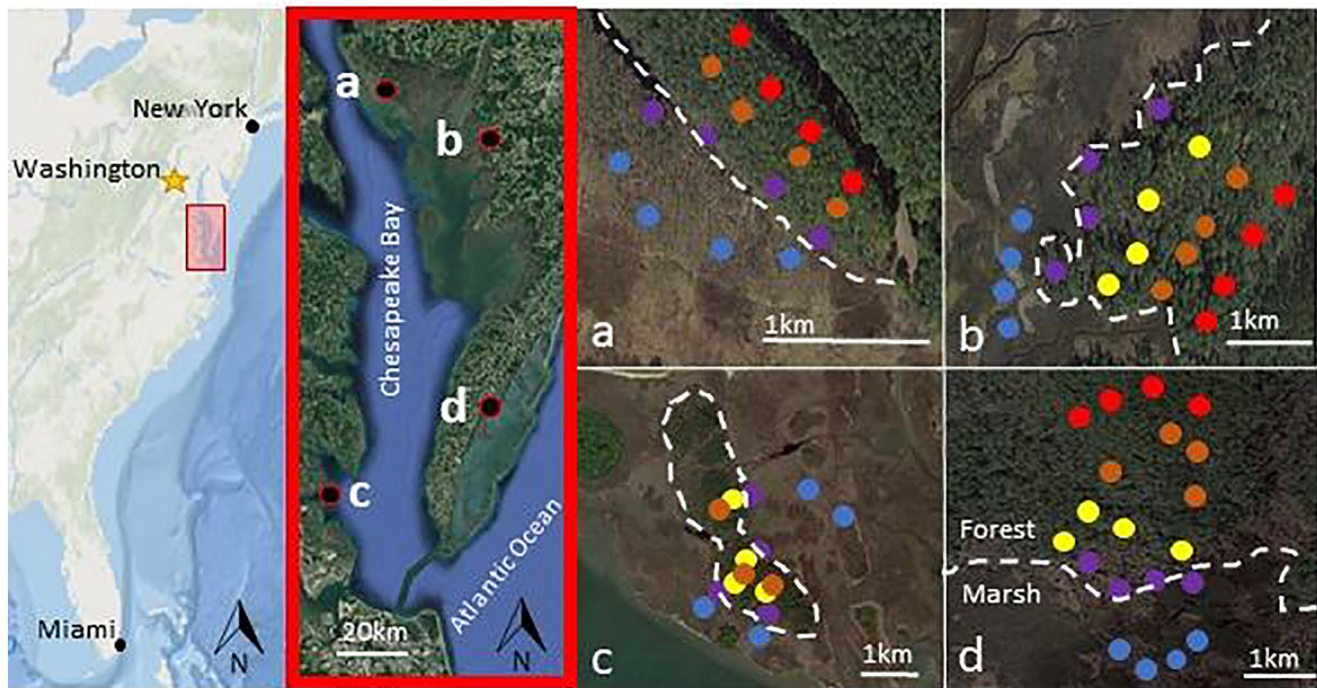 New York
Washington
Miami
N
a
b
Chesapeake Bay
d
c
Atlantic Ocean
20km
N
1km
a
1km
b
1km
c
Forest
Marsh
1km
d